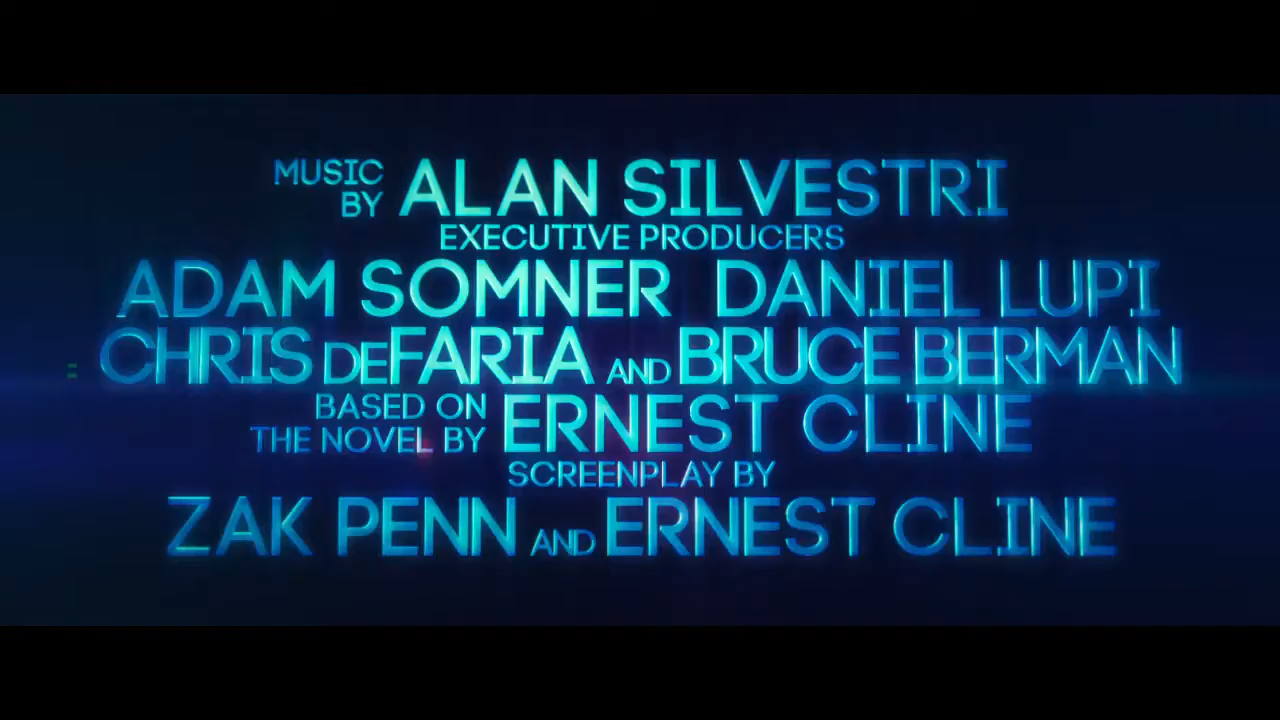 MUSIC BY ALAN SILVESTRI
EXECUTIVE PRODUCERS
ADAM SOMNER DANIEL LUPI
CHRIS DEFARIA AND BRUCE BERMAN
BASED ON THE NOVEL BY ERNEST CLINE
SCREENPLAY BY
ZAK PENN AND ERNEST CLINE